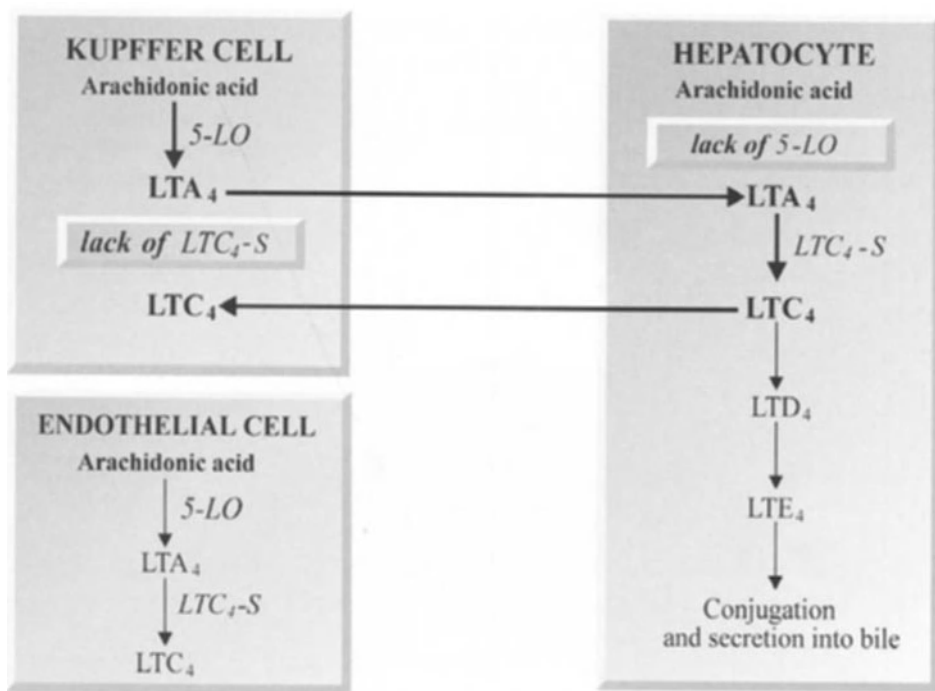 KUPFFER CELL
Arachidonic acid
5-LO
LTA₄
lack of LTC₄-S
LTC₄
ENDOTHELIAL CELL
Arachidonic acid
5-LO
LTA₄
LTC₄-S
LTC₄
HEPATOCYTE
Arachidonic acid
lack of 5-LO
LTA₄
LTC₄-S
LTC₄
LTD₄
LTE₄
Conjugation
and secretion into bile